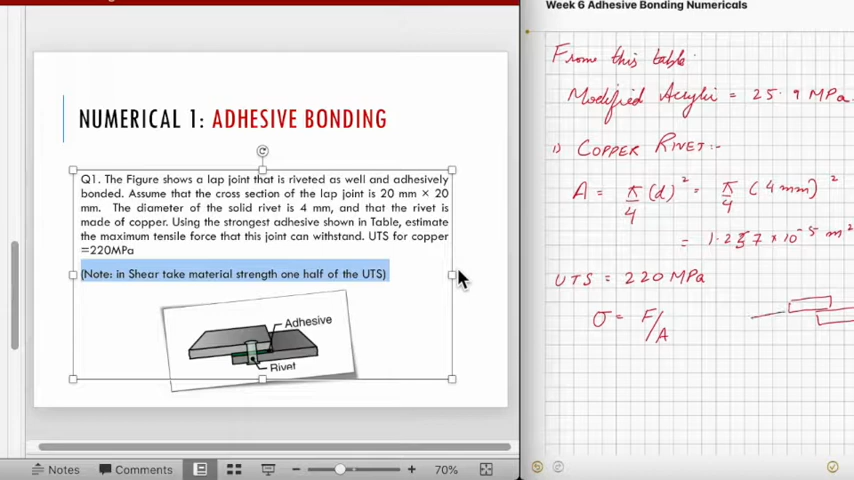 Week 6 Adhesive Bonding Numericals
NUMERICAL 1: ADHESIVE BONDING
Q1. The Figure shows a lap joint that is riveted as well and adhesively
bonded. Assume that the cross section of the lap joint is 20 mm × 20
mm. The diameter of the solid rivet is 4 mm, and that the rivet is
made of copper. Using the strongest adhesive shown in Table, estimate
the maximum tensile force that this joint can withstand. UTS for copper
=220MPa
(Note: in Shear take material strength one half of the UTS)
Adhesive
Rivet
Notes
Comments
70%
Frome this table.
Modified Acrylic = 25.9 MPa
1) COPPER RIVET:-
A = π/4 (d)² = π/4 (4mm)²
= 1.257 × 10⁻⁵ m²
UTS = 220 MPa
σ = F/A